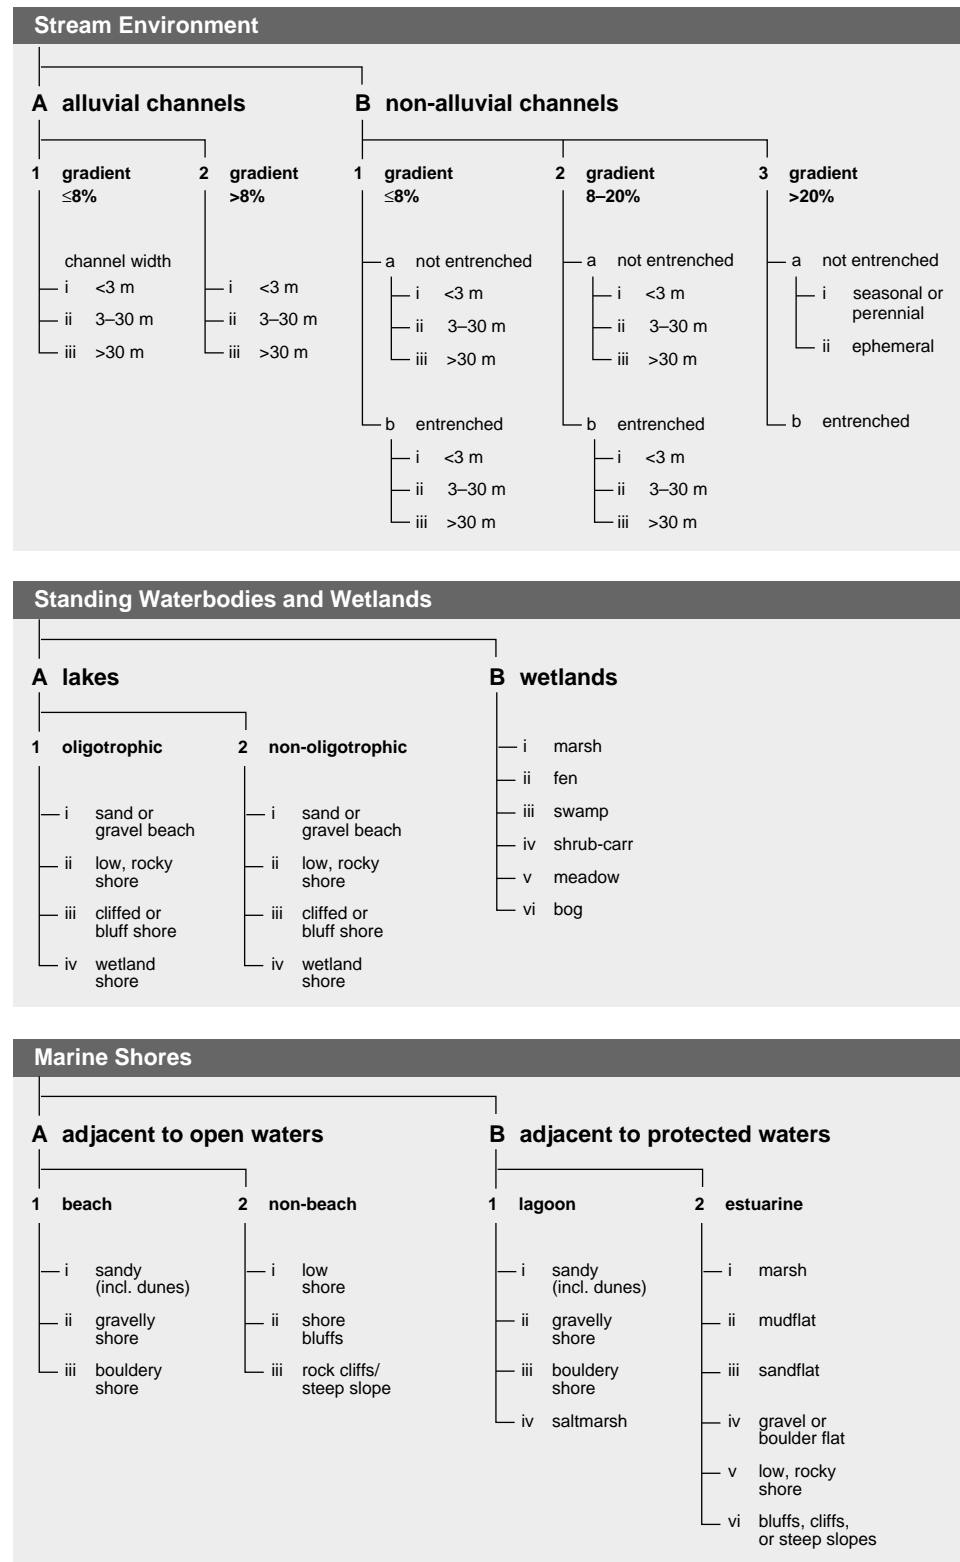 Stream Environment
A alluvial channels B non-alluvial channels
1 gradient 2 gradient 1 gradient 2 gradient 3 gradient
≤8% >8% ≤8% 8–20% >20%
channel width a not entrenched a not entrenched a not entrenched
i <3 m i <3 m i <3 m i <3 m i seasonal or
perennial
ii 3–30 m ii 3–30 m ii 3–30 m ii 3–30 m
iii >30 m iii >30 m iii >30 m iii >30 m ii ephemeral
b entrenched b entrenched b entrenched
i <3 m i <3 m
ii 3–30 m ii 3–30 m
iii >30 m iii >30 m
Standing Waterbodies and Wetlands
A lakes B wetlands
1 oligotrophic 2 non-oligotrophic i marsh
ii fen
i sand or i sand or iii swamp
gravel beach gravel beach
iv shrub-carr
ii low, rocky ii low, rocky
shore shore v meadow
iii cliffed or iii cliffed or vi bog
bluff shore bluff shore
iv wetland iv wetland
shore shore
Marine Shores
A adjacent to open waters B adjacent to protected waters
1 beach 2 non-beach 1 lagoon 2 estuarine
i sandy i low i sandy i marsh
(incl. dunes) shore (incl. dunes)
ii gravelly ii shore ii gravelly ii mudflat
shore bluffs shore
iii bouldery iii rock cliffs/ iii bouldery iii sandflat
shore steep slope shore
iv saltmarsh iv gravel or
boulder flat
v low, rocky
shore
vi bluffs, cliffs,
or steep slopes